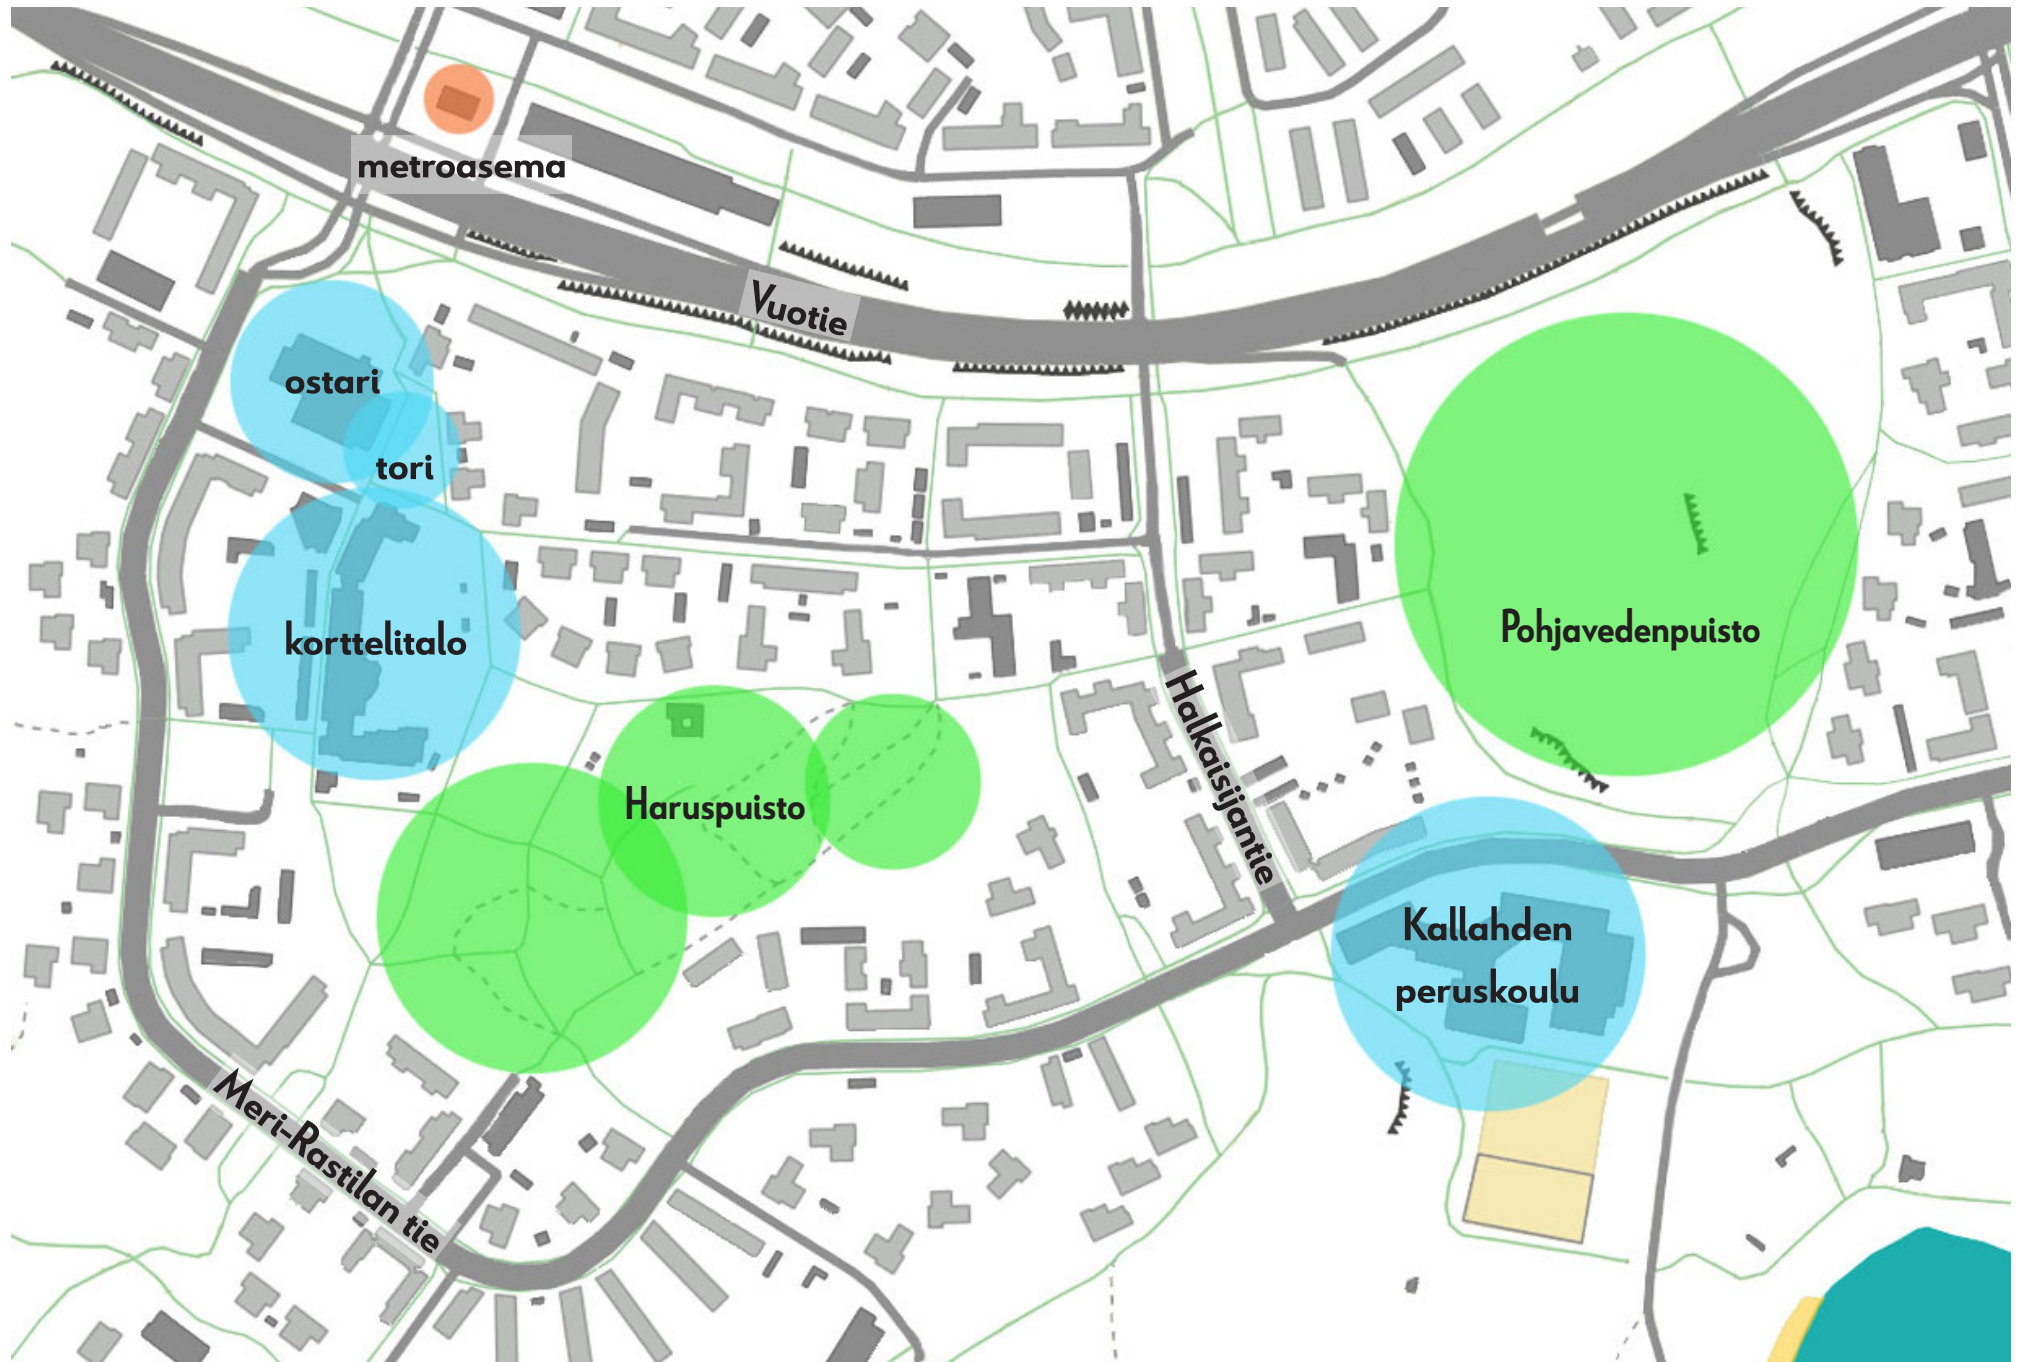 metroasema
Vuotie
ostari
tori
korttelitalo
Pohjavedenpuisto
Halkaisijantie
Haruspuisto
Kallahden
peruskoulu
Meri-Rastilan tie